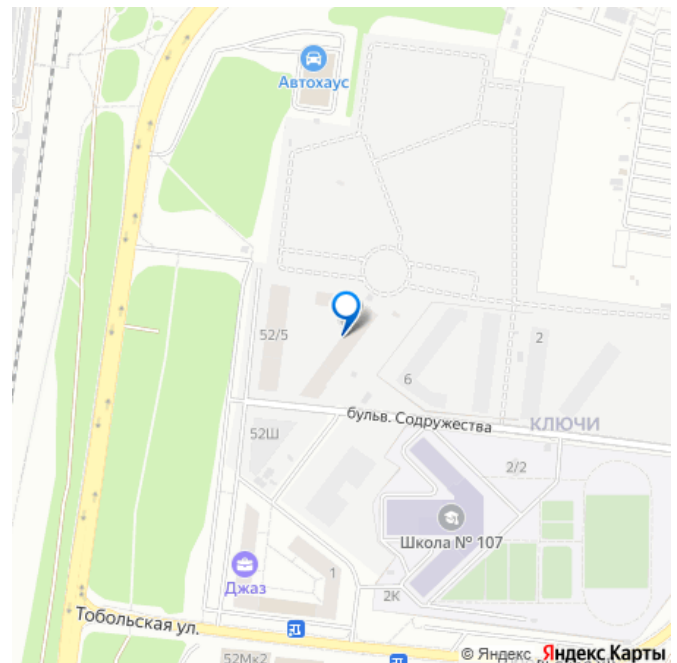 Автохаус
52/5
2
6
бульв. Содружества
КЛЮЧИ
52Ш
2/2
Школа № 107
Джаз
1
2К
Тобольская ул.
52Мк2
© Яндекс Яндекс Карты